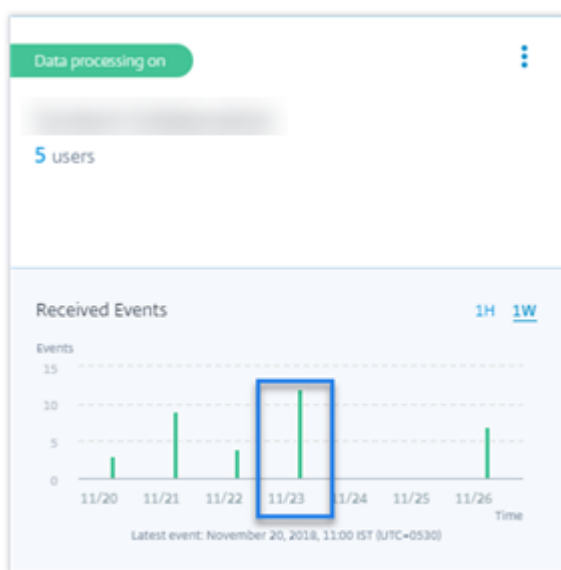 Data processing on
5 users
Received Events
1H 1W
Events
15
10
5
0
11/20 11/21 11/22 11/23 11/24 11/25 11/26
Time
Latest event: November 20, 2018, 11:00 IST (UTC+0530)